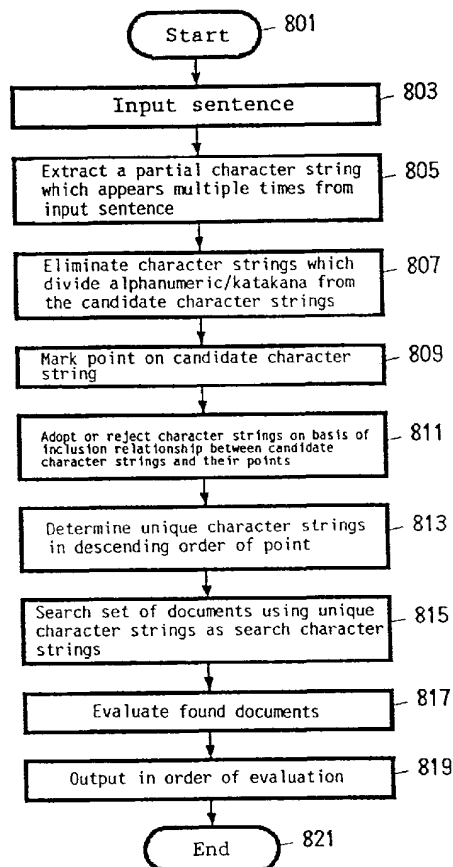 Start
801
Input sentence
803
Extract a partial character string
which appears multiple times from
input sentence
805
Eliminate character strings which
divide alphanumeric/katakana from
the candidate character strings
807
Mark point on candidate character
string
809
Adopt or reject character strings on basis of
inclusion relationship between candidate
character strings and their points
811
Determine unique character strings
in descending order of point
813
Search set of documents using unique
character strings as search character
strings
815
Evaluate found documents
817
Output in order of evaluation
819
End
821